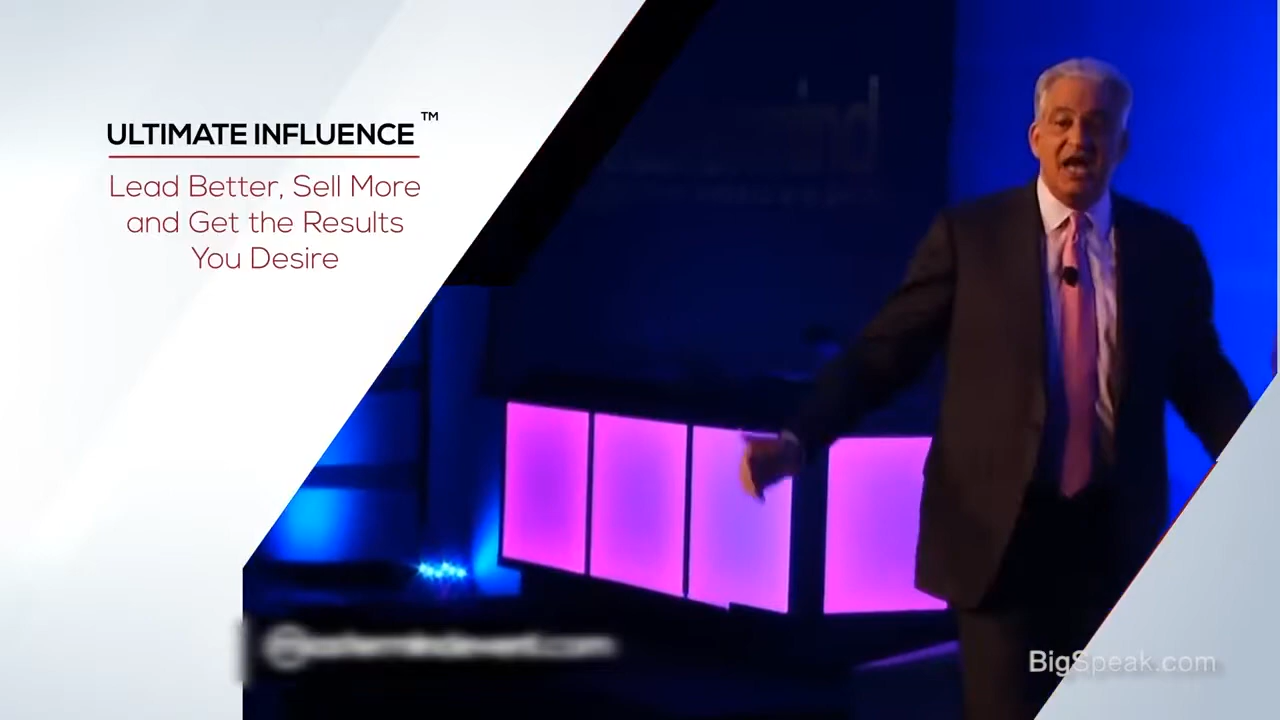 ULTIMATE INFLUENCE™
Lead Better, Sell More
and Get the Results
You Desire
BigSpeak.com